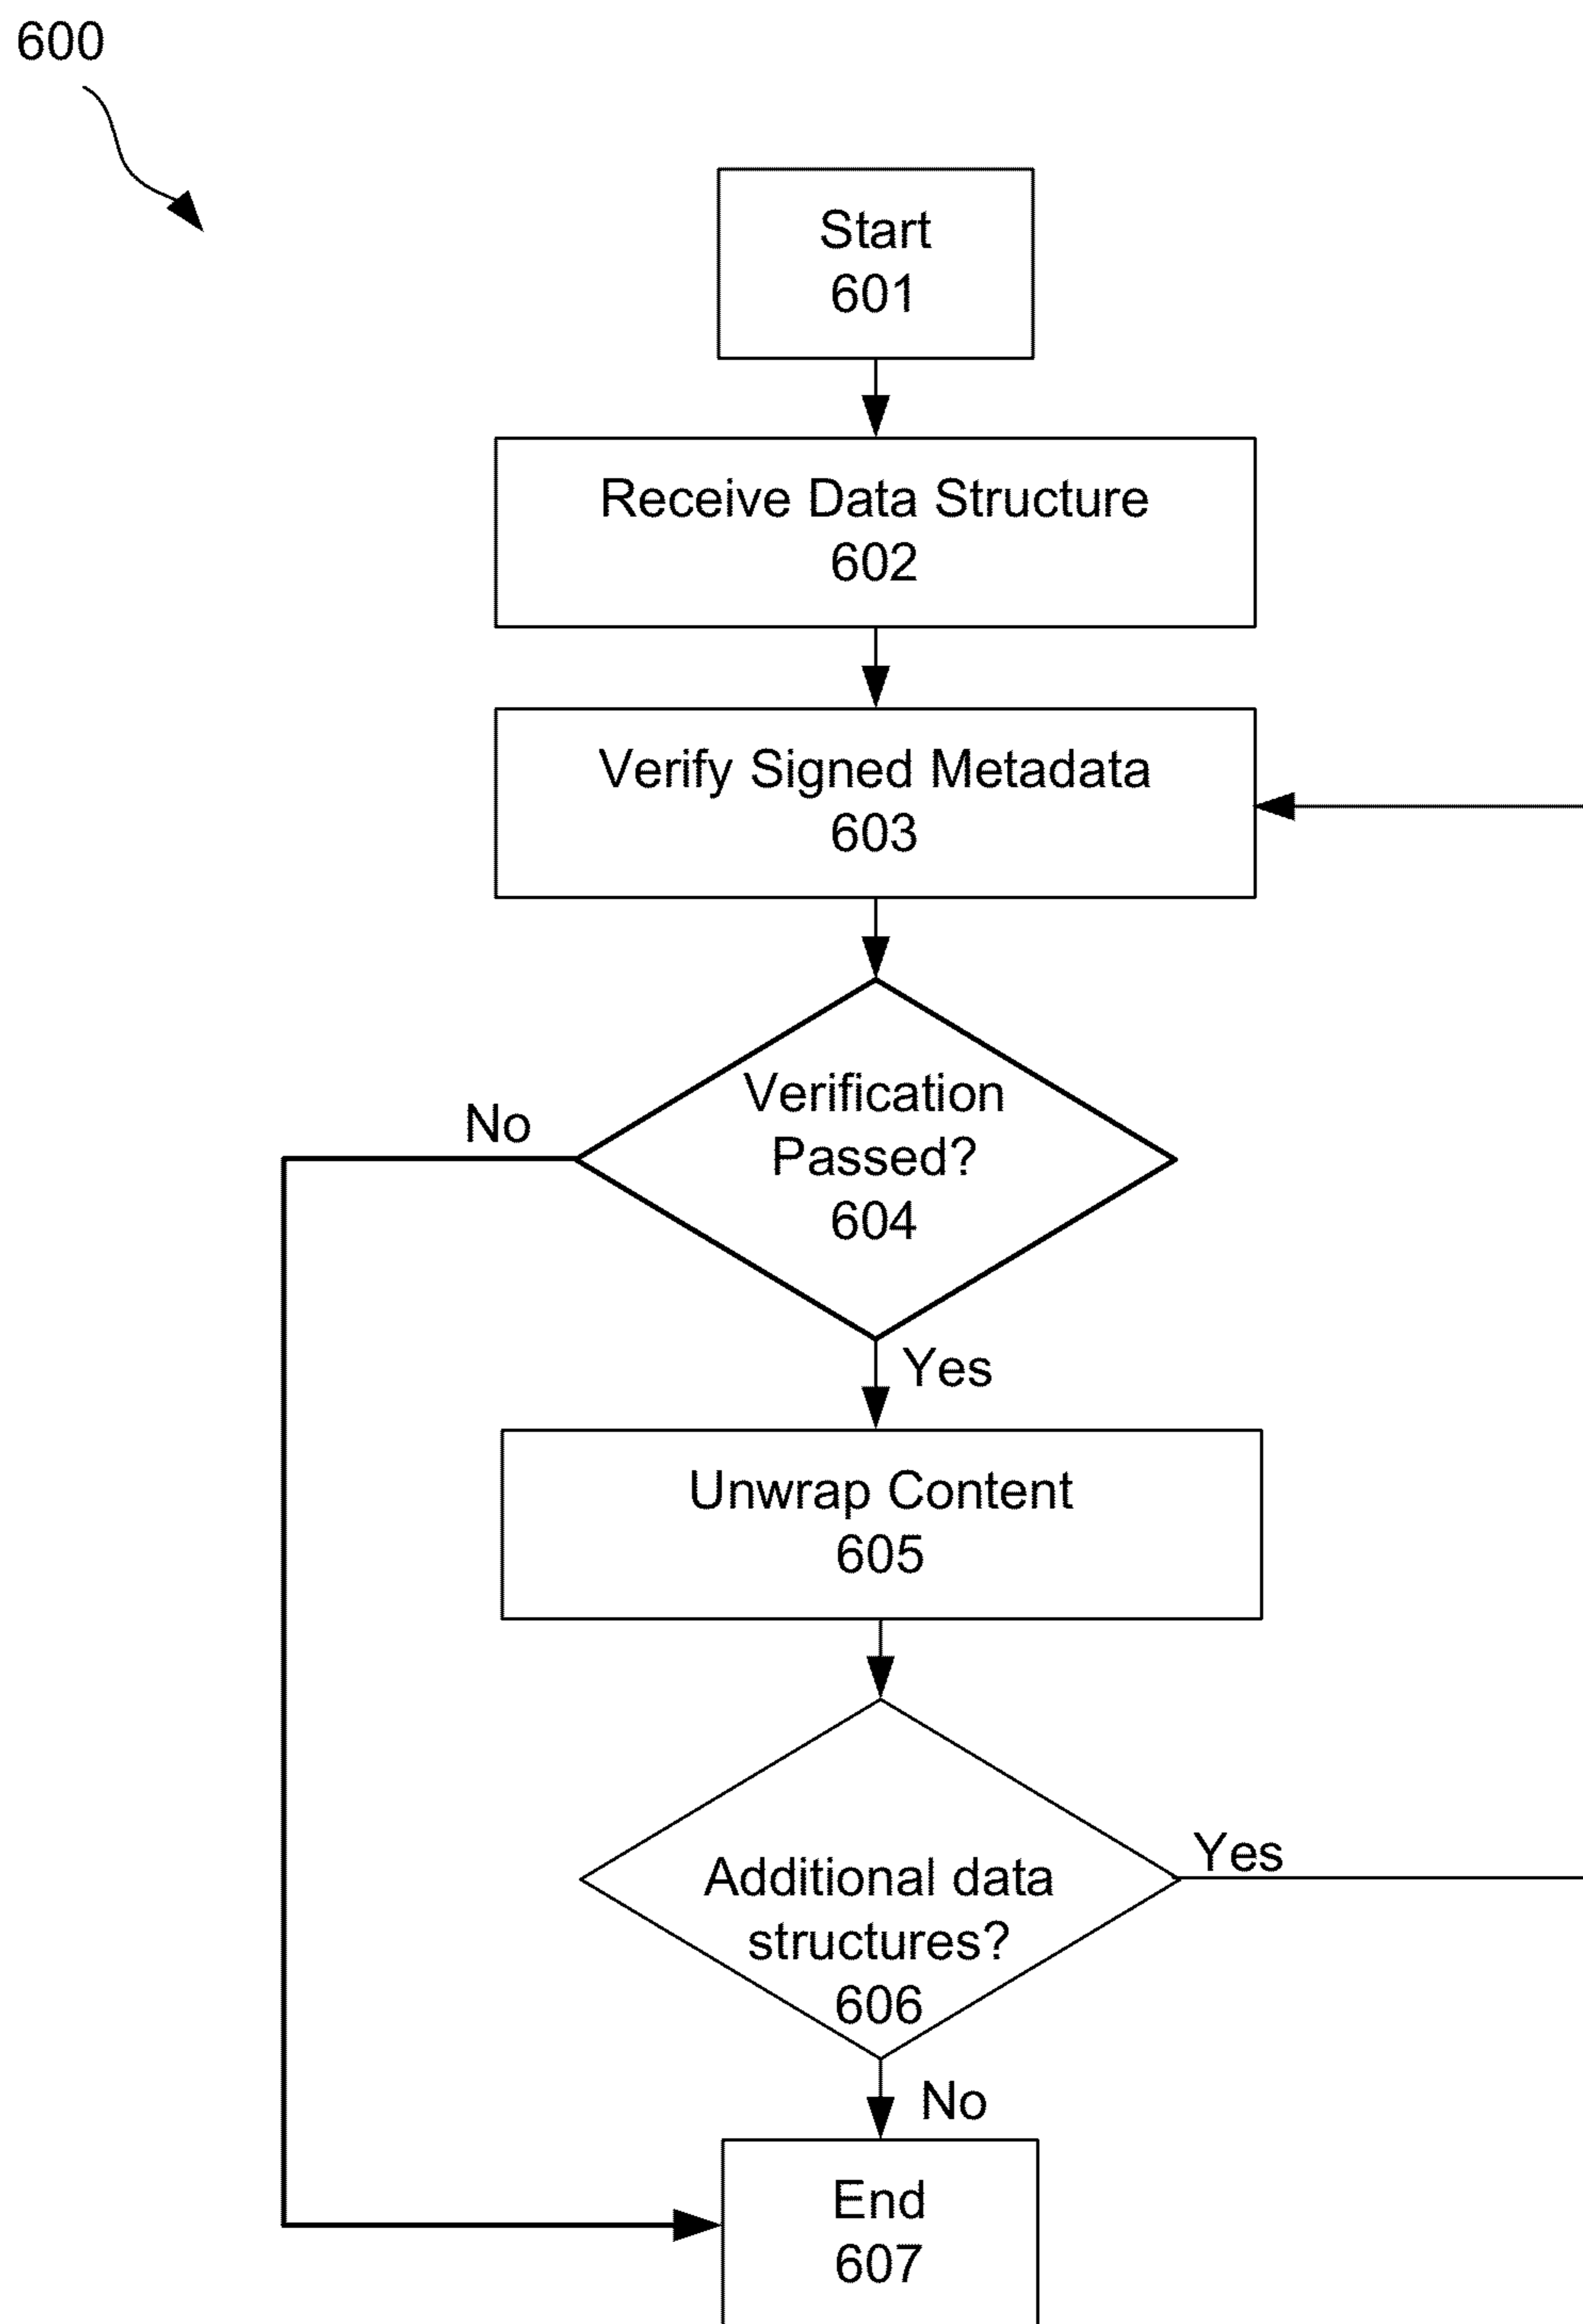 600
Start
601
Receive Data Structure
602
Verify Signed Metadata
603
Verification
Passed?
604
No
Yes
Unwrap Content
605
Additional data
structures?
606
Yes
No
End
607